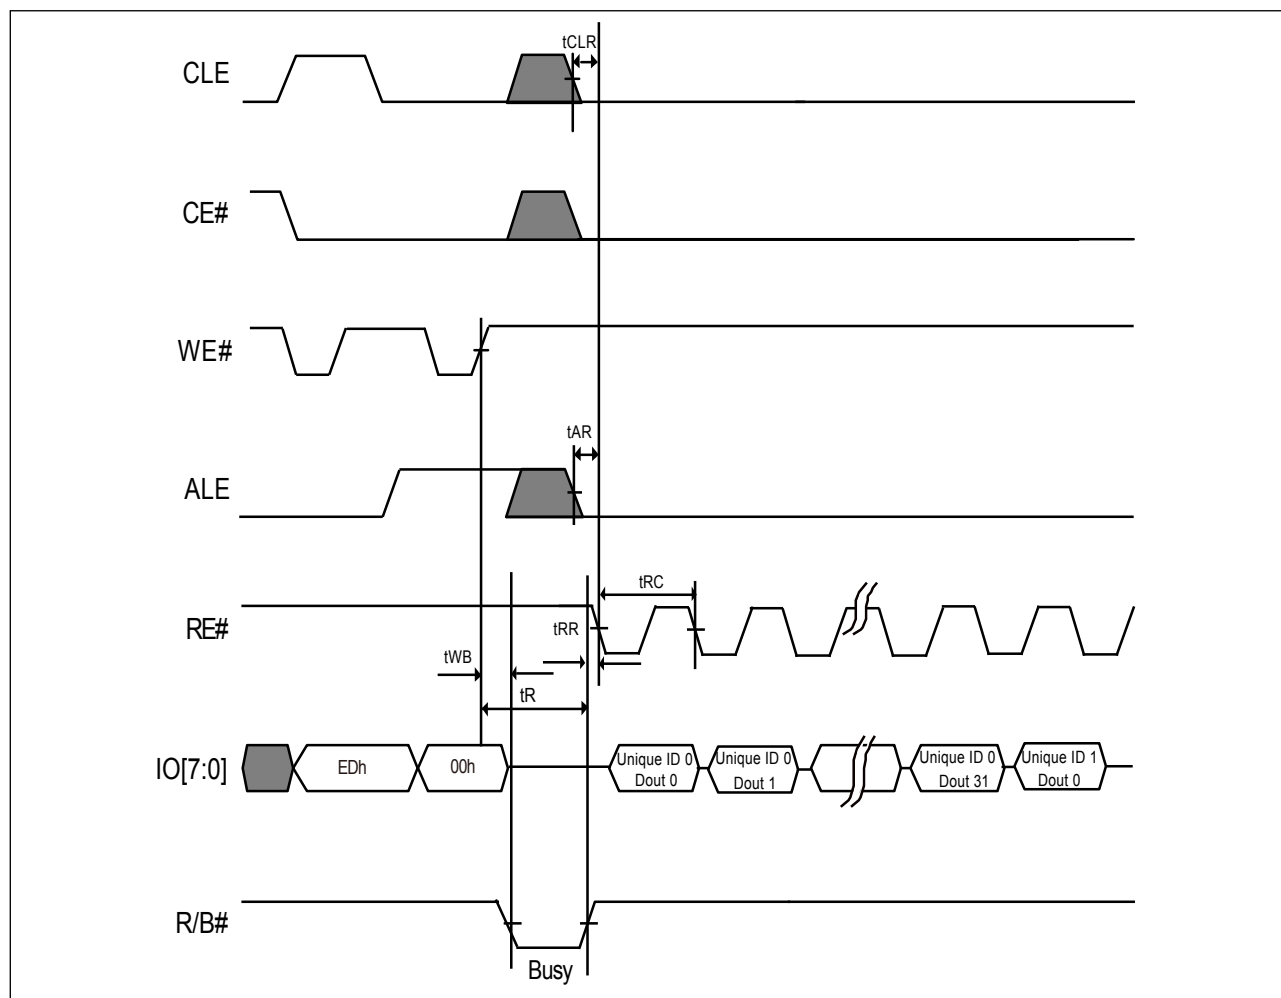 tCLR
CLE
CE#
WE#
tAR
ALE
tRC
RE#
tRR
tWB
tR
IO[7:0]
EDh
00h
Unique ID 0
Dout 0
Unique ID 0
Dout 1
Unique ID 0
Dout 31
Unique ID 1
Dout 0
R/B#
Busy